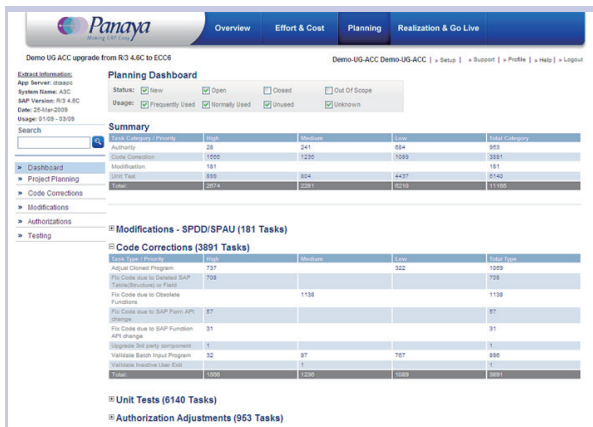 Panaya
Making ERP Easy
Overview
Effort & Cost
Planning
Realization & Go Live
Demo UG ACC upgrade from R/3 4.6C to ECC6
Demo-UG-ACC Demo-UG-ACC | » Setup | » Support | » Profile | » Help | » Logout
Extract Information:
System Name: A3C
SAP Version: R/3 4.6C
Date: 26-Mar-2009
Usage: 01/09 - 03/09
Search
» Dashboard
» Project Planning
» Code Corrections
» Modifications
» Authorizations
» Testing
Planning Dashboard
Status: New Open Closed Out Of Scope
Usage: Frequently Used Normally Used Unused Unknown
Summary
Task Category / Priority High Medium Low Total Category
Authority 28 241 684 953
Code Correction 1566 1236 1089 3891
Modification 181 181
Unit Test 899 804 4437 6140
Total: 2674 2281 6210 11165
Modifications - SPDD/SPAU (181 Tasks)
Code Corrections (3891 Tasks)
Task Type / Priority High Medium Low Total Type
Adjust Cloned Program 737 322 1059
Fix Code due to Deleted SAP 708 708
Table(Structure) or Field
Fix Code due to Obsolete 1138 1138
Functions
Fix Code due to SAP Form API 57 57
change
Fix Code due to SAP Function 31 31
API change
Upgrade 3rd party component 1 1
Validate Batch Input Program 32 97 767 896
Validate Inactive User Exit 1 1
Total: 1566 1236 1089 3891
Unit Tests (6140 Tasks)
Authorization Adjustments (953 Tasks)